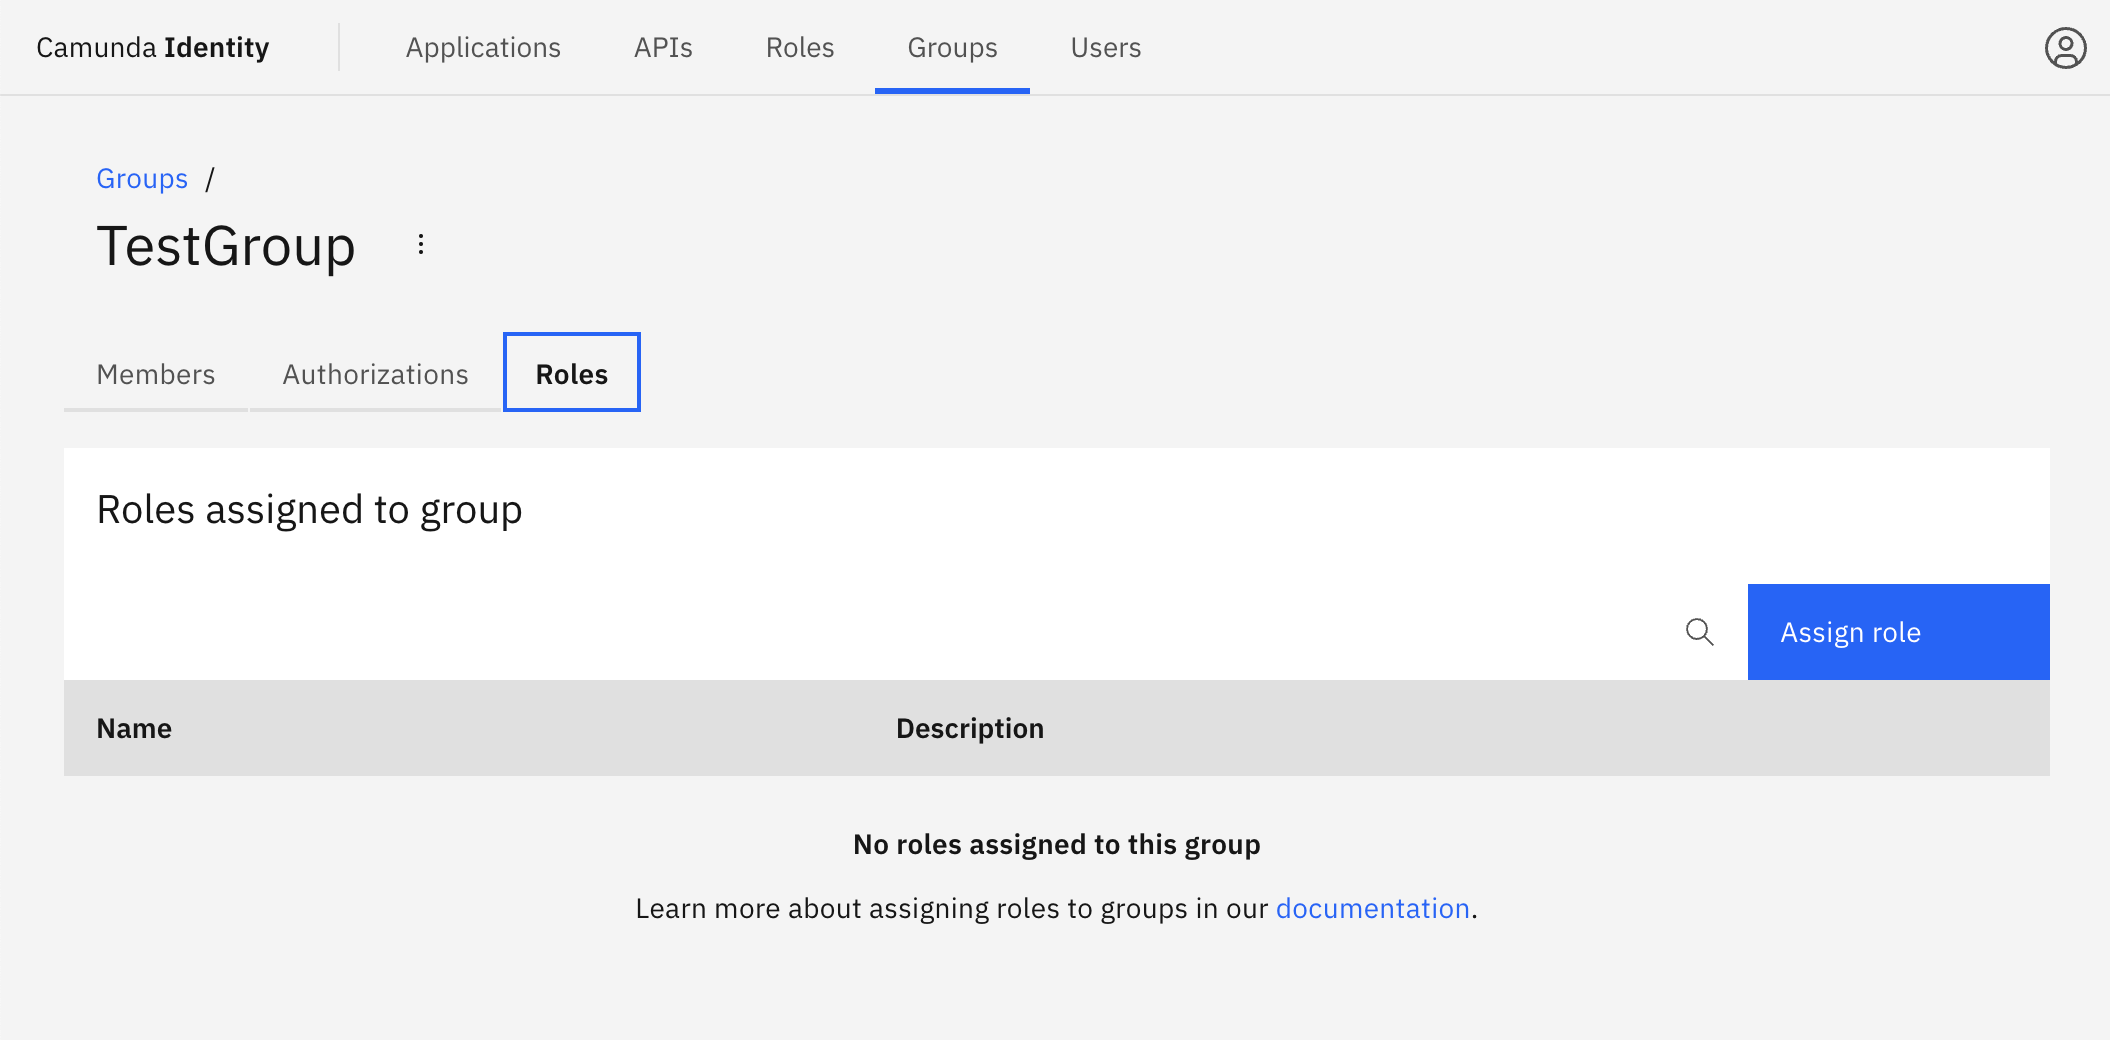 Camunda Identity Applications APIs Roles Groups Users
Groups /
TestGroup
Members Authorizations Roles
Roles assigned to group
Assign role
Name Description
No roles assigned to this group
Learn more about assigning roles to groups in our documentation.